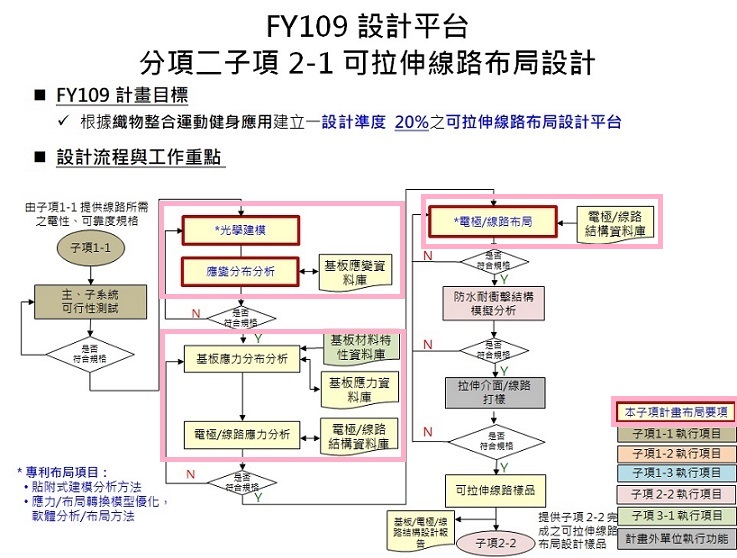 FY109 設計平台
分項二子項 2-1 可拉伸線路布局設計
■ FY109 計畫目標
✓ 根據織物整合運動健身應用建立一設計準度 20%之可拉伸線路布局設計平台
■ 設計流程與工作重點
由子項1-1 提供線路所需
之電性、可靠度規格
子項1-1
主、子系統
可行性測試
是否
符合規格
*光學建模
應變分布分析
基板應變資
料庫
N
是否
符合規格
Y
基板應力分布分析
基板材料特
性資料庫
基板應力資
料庫
電極/線路應力分析
電極/線路
結構資料庫
N
是否
符合規格
Y
*電極/線路布局
電極/線路
結構資料庫
N
是否
符合規格
Y
防水耐衝擊結構
模擬分析
N
是否
符合規格
Y
拉伸介面/線路
打樣
N
是否
符合規格
Y
可拉伸線路樣品
基板/電極/線
路結構設計報
告
子項2-2
提供子項 2-2 完
成之可拉伸線路
布局設計樣品
* 專利布局項目：
• 貼附式建模分析方法
• 應力/布局轉換模型優化，
軟體分析/布局方法
本子項計畫布局要項
子項1-1 執行項目
子項1-2 執行項目
子項1-3 執行項目
子項 2-2 執行項目
子項 3-1 執行項目
計畫外單位執行功能